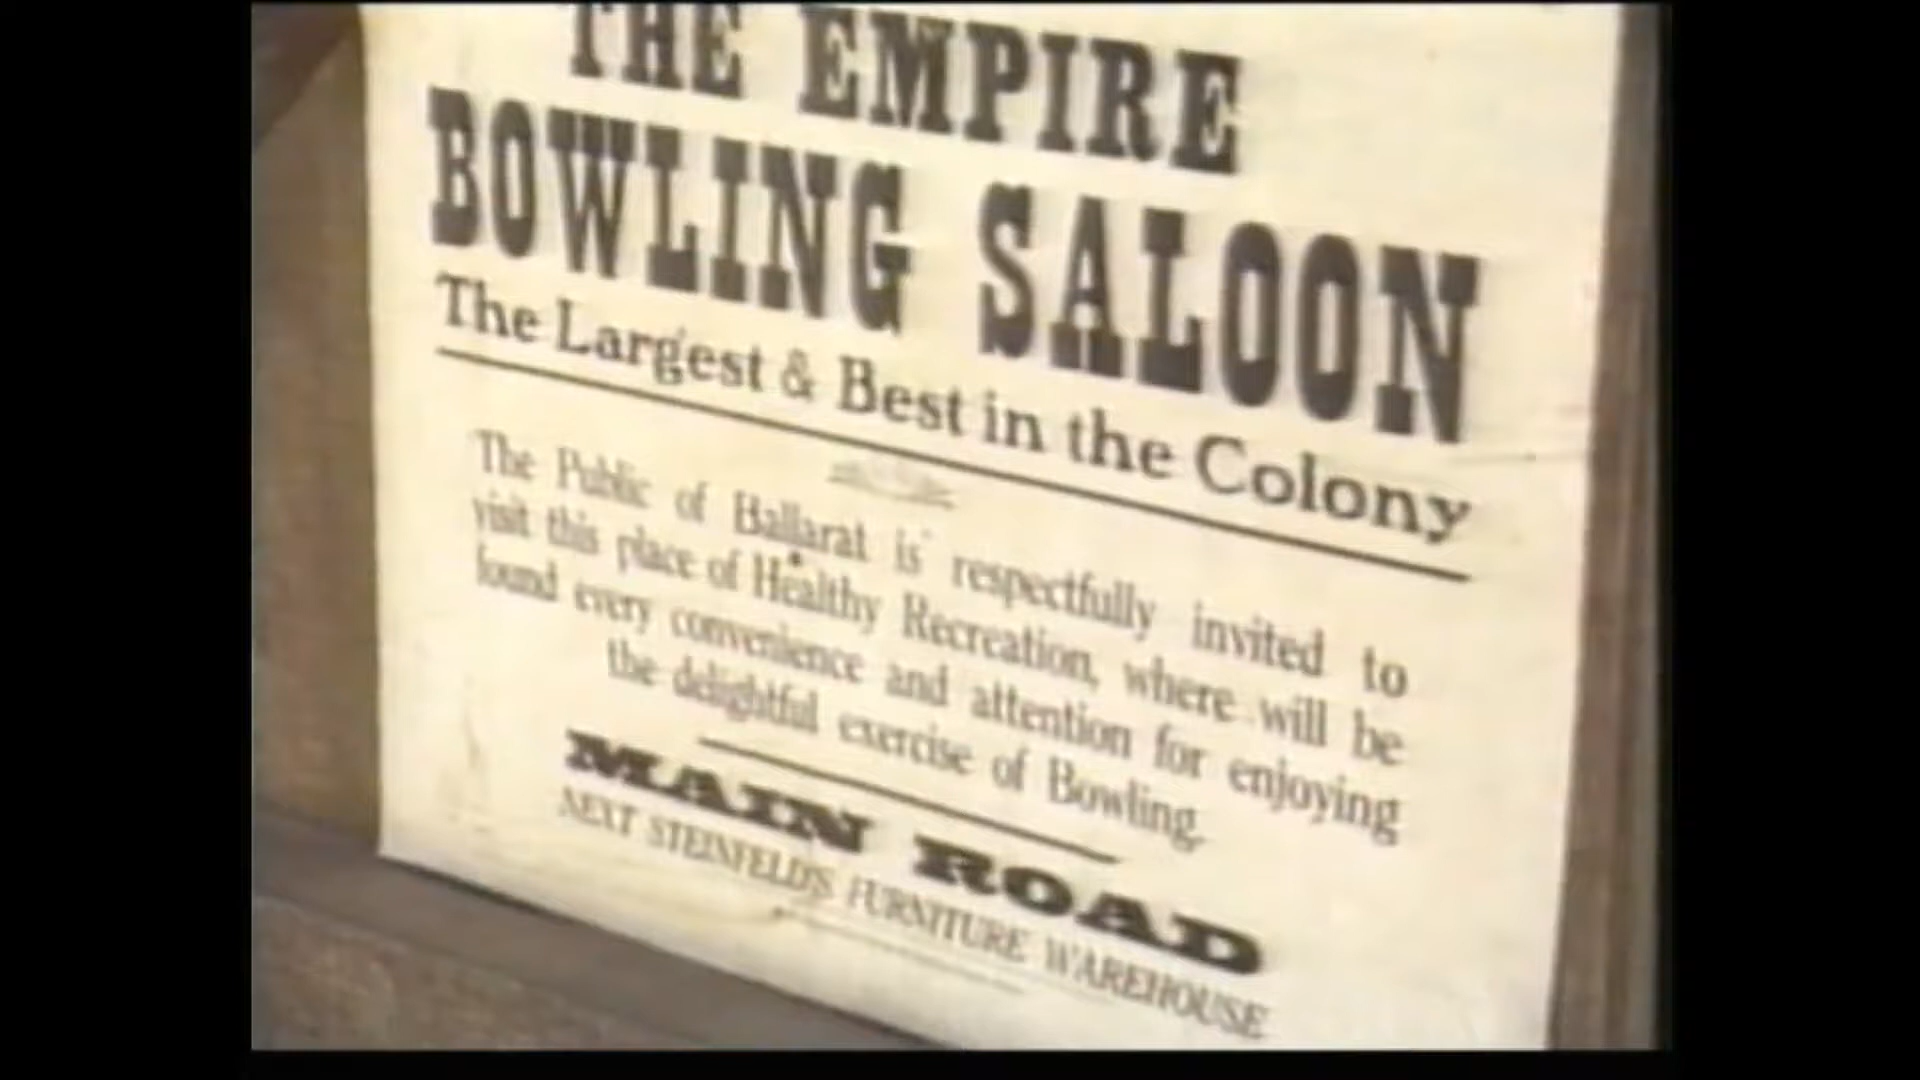 THE EMPIRE
BOWLING SALOON
The Largest & Best in the Colony
The Public of Ballarat is respectfully invited to
visit this place of Healthy Recreation, where will be
found every convenience and attention for enjoying
the delightful exercise of Bowling.
MAIN ROAD
NEXT STEINFELD'S FURNITURE WAREHOUSE